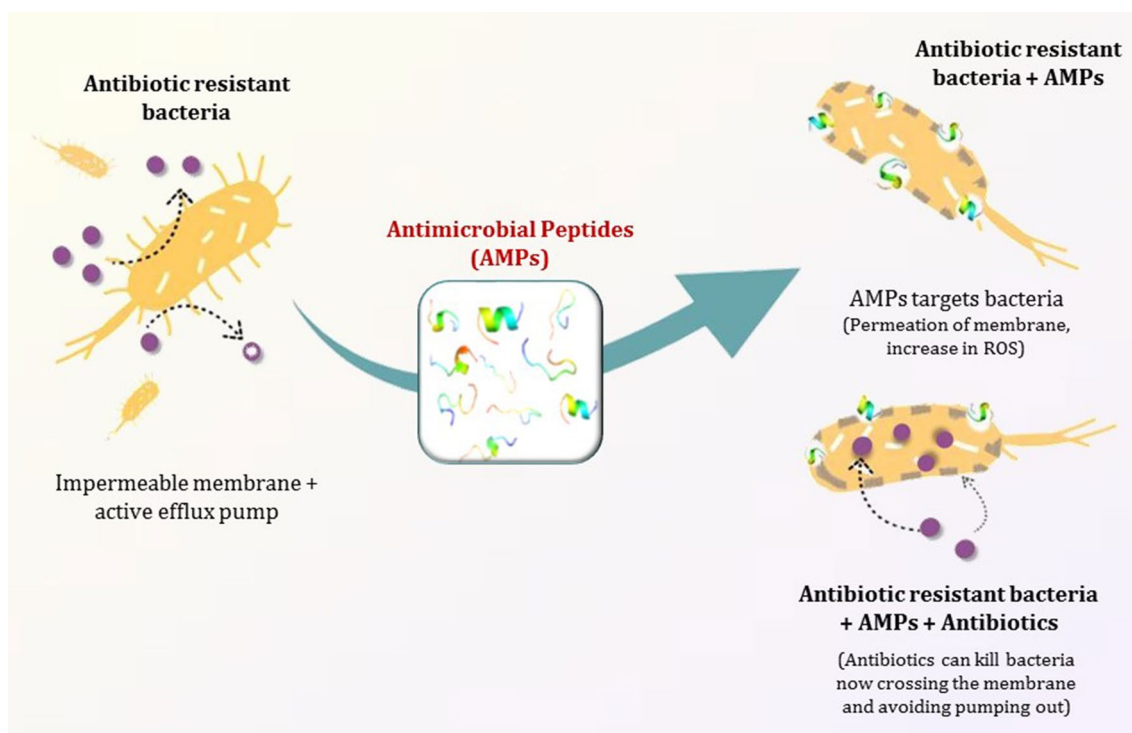 Antibiotic resistant
bacteria
Impermeable membrane +
active efflux pump
Antimicrobial Peptides
(AMPs)
Antibiotic resistant
bacteria + AMPs
AMPs targets bacteria
(Permeation of membrane,
increase in ROS)
Antibiotic resistant bacteria
+ AMPs + Antibiotics
(Antibiotics can kill bacteria
now crossing the membrane
and avoiding pumping out)